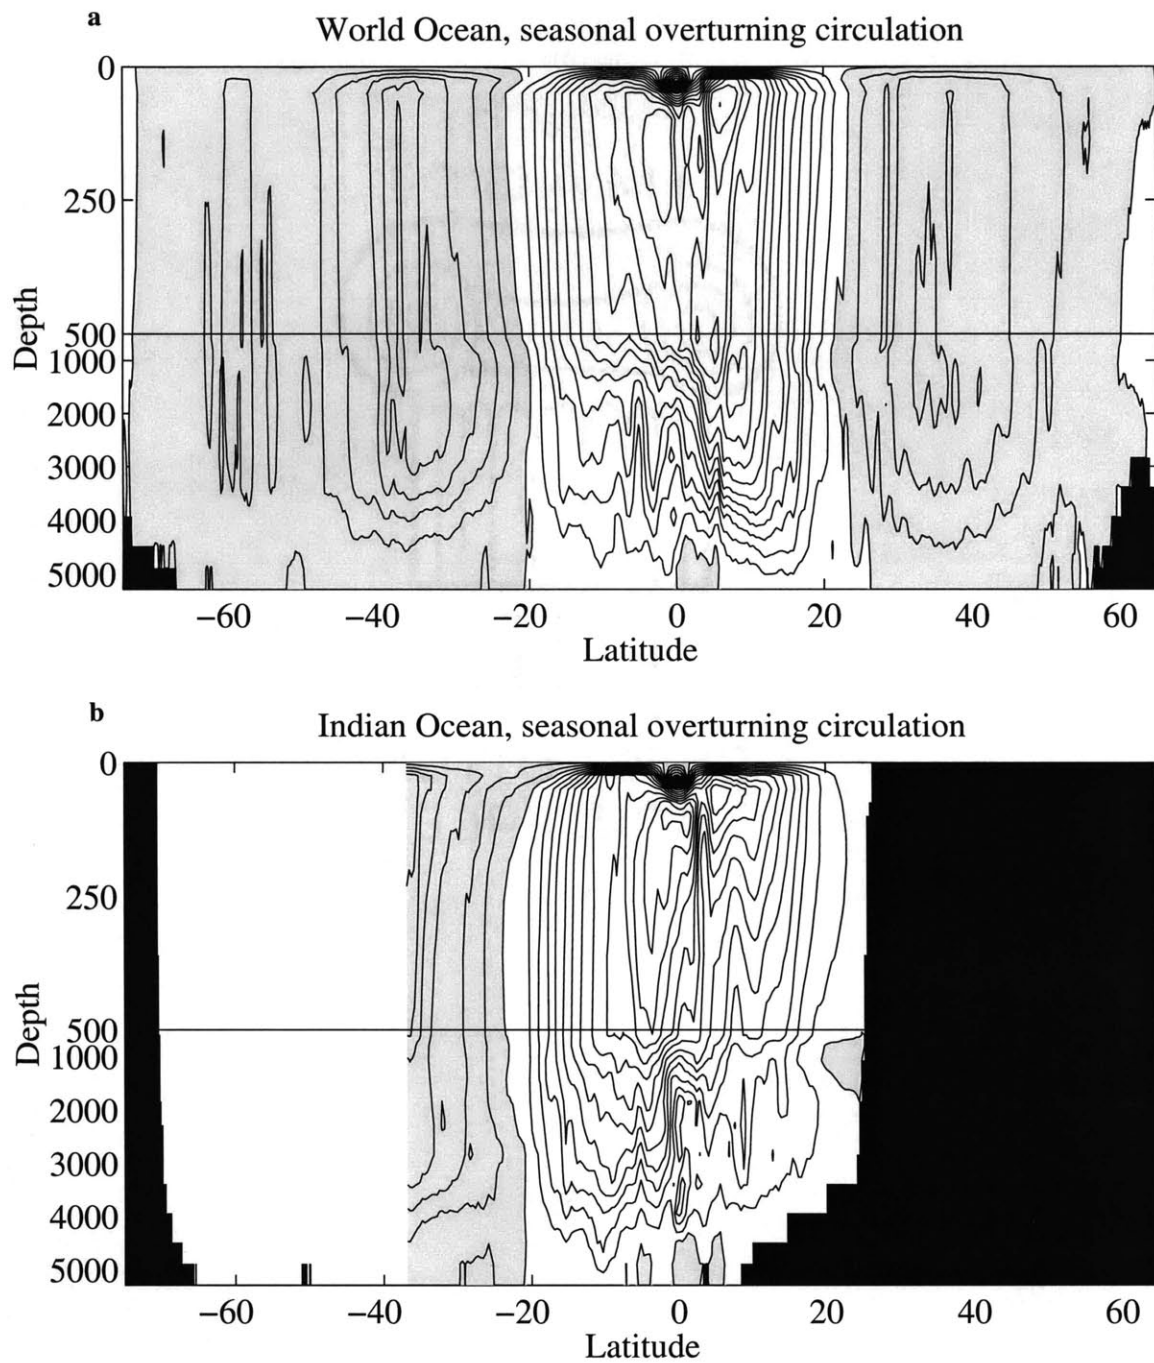 a
World Ocean, seasonal overturning circulation
0
250
500
1000
2000
3000
4000
5000
Depth
−60 −40 −20 0 20 40 60
Latitude
b
Indian Ocean, seasonal overturning circulation
0
250
500
1000
2000
3000
4000
5000
Depth
−60 −40 −20 0 20 40 60
Latitude